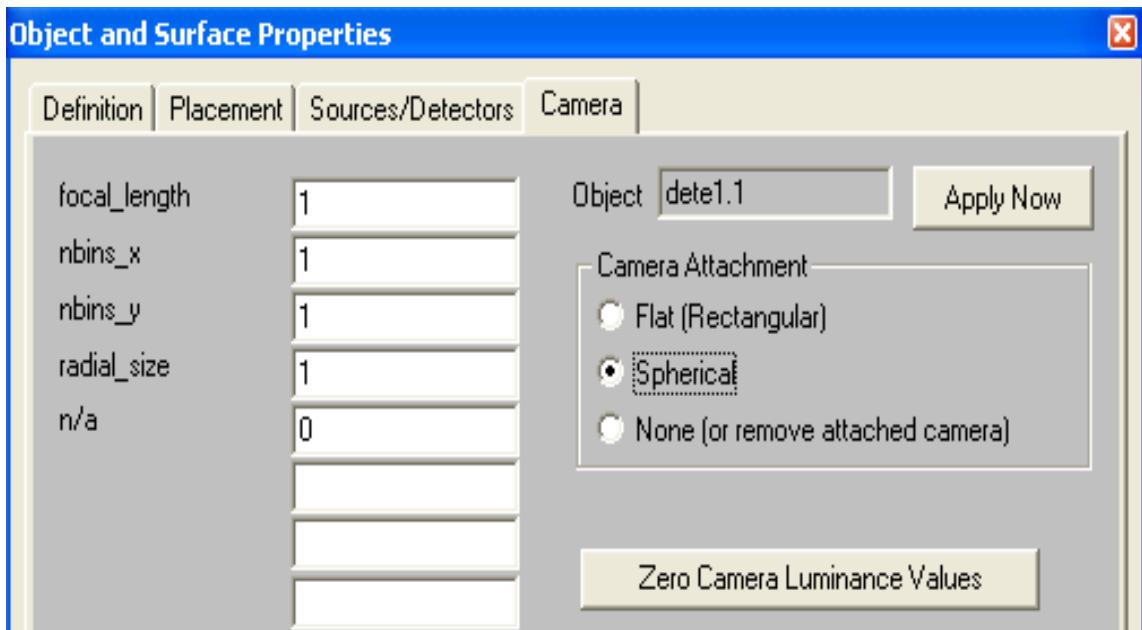 Object and Surface Properties
Definition Placement Sources/Detectors Camera
focal_length 1
nbins_x 1
nbins_y 1
radial_size 1
n/a 0
Object dete1.1 Apply Now
Camera Attachment
Flat (Rectangular)
Spherical
None (or remove attached camera)
Zero Camera Luminance Values